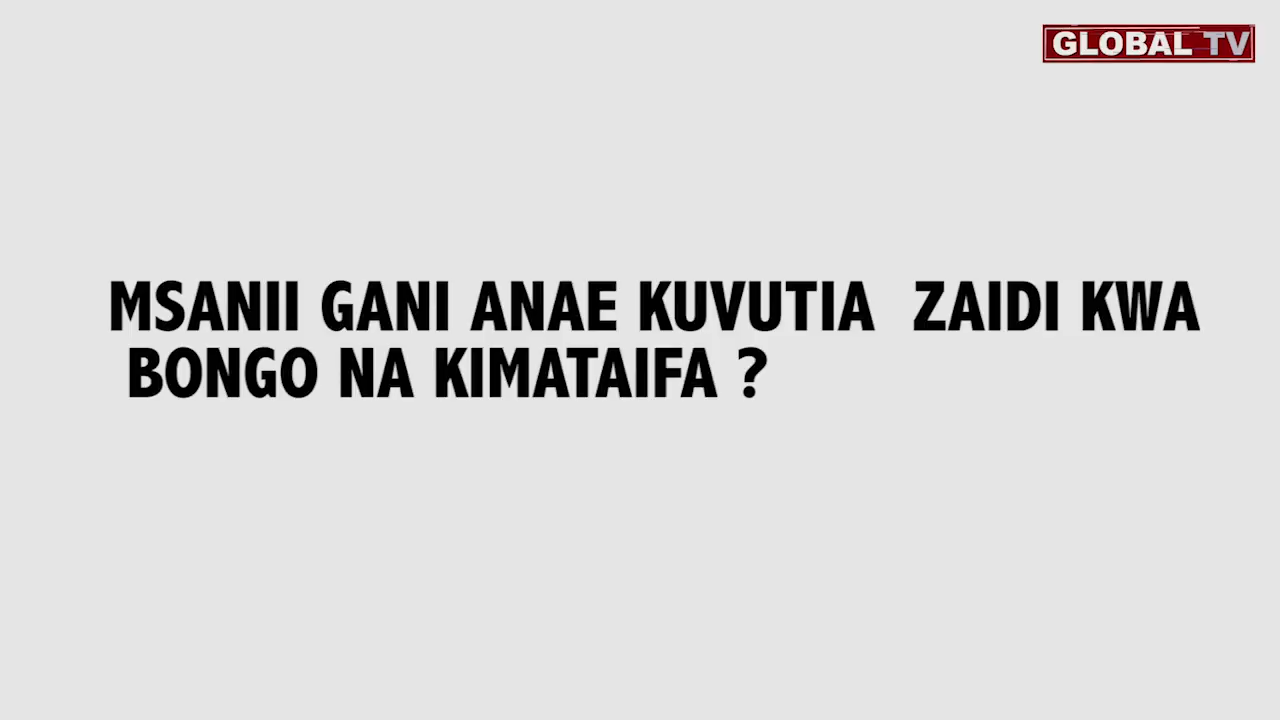 GLOBAL TV
MSANII GANI ANAE KUVUTIA ZAIDI KWA
BONGO NA KIMATAIFA ?